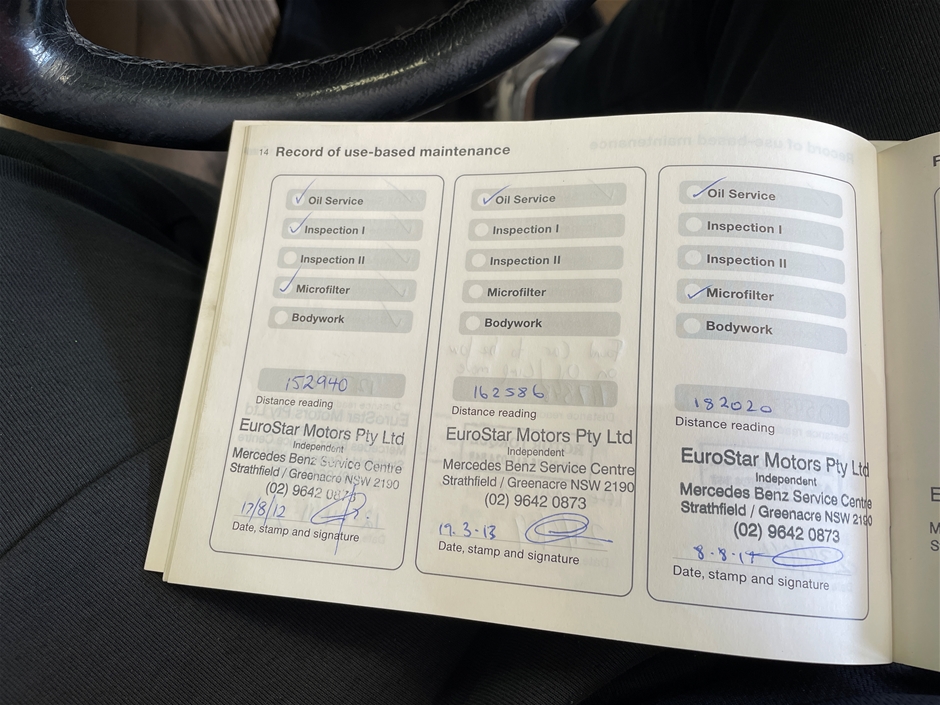 14 Record of use-based maintenance
Oil Service
Inspection I
Inspection II
Microfilter
Bodywork
152940
Distance reading
EuroStar Motors Pty Ltd
Independent
Mercedes Benz Service Centre
Strathfield / Greenacre NSW 2190
(02) 9642
17/8/12
Date, stamp and signature
Oil Service
Inspection I
Inspection II
Microfilter
Bodywork
162586
Distance reading
EuroStar Motors Pty Ltd
Independent
Mercedes Benz Service Centre
Strathfield / Greenacre NSW 2190
(02) 9642 0873
19.3.13
Date, stamp and signature
Oil Service
Inspection I
Inspection II
Microfilter
Bodywork
182020
Distance reading
EuroStar Motors Pty Ltd
Independent
Mercedes Benz Service Centre
Strathfield / Greenacre NSW 2190
(02) 9642 0873
8-8-14
Date, stamp and signature